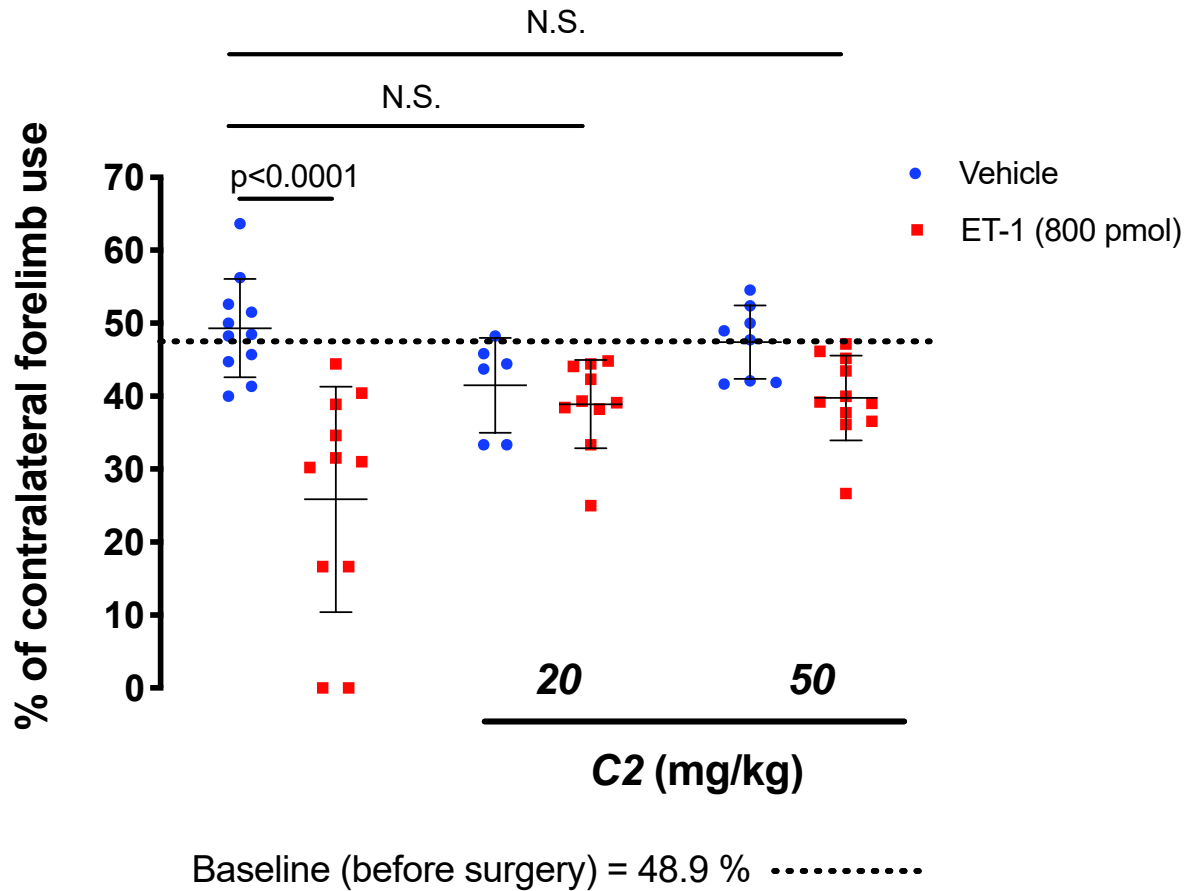 N.S.
N.S.
p<0.0001
% of contralateral forelimb use
70
60
50
40
30
20
10
0
Vehicle
ET-1 (800 pmol)
20
50
C2 (mg/kg)
Baseline (before surgery) = 48.9 %